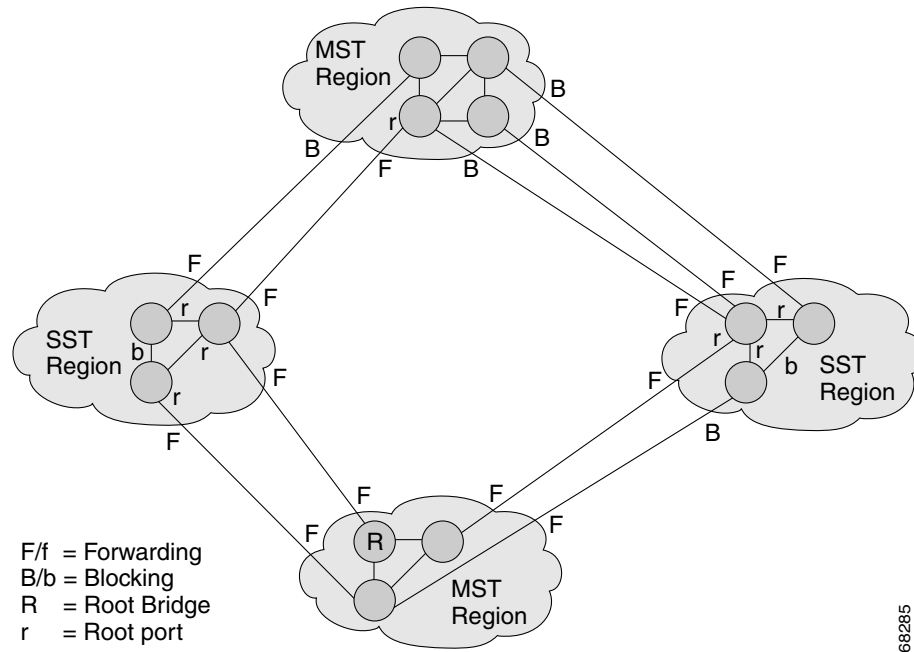 MST
Region
B
r
B
B
F
B
F
F
F
F
F
r
r
SST
Region
b
r
r
r
r
b
SST
Region
F
F
F
B
F
F
F
F
R
MST
Region
F/f = Forwarding
B/b = Blocking
R = Root Bridge
r = Root port
68285